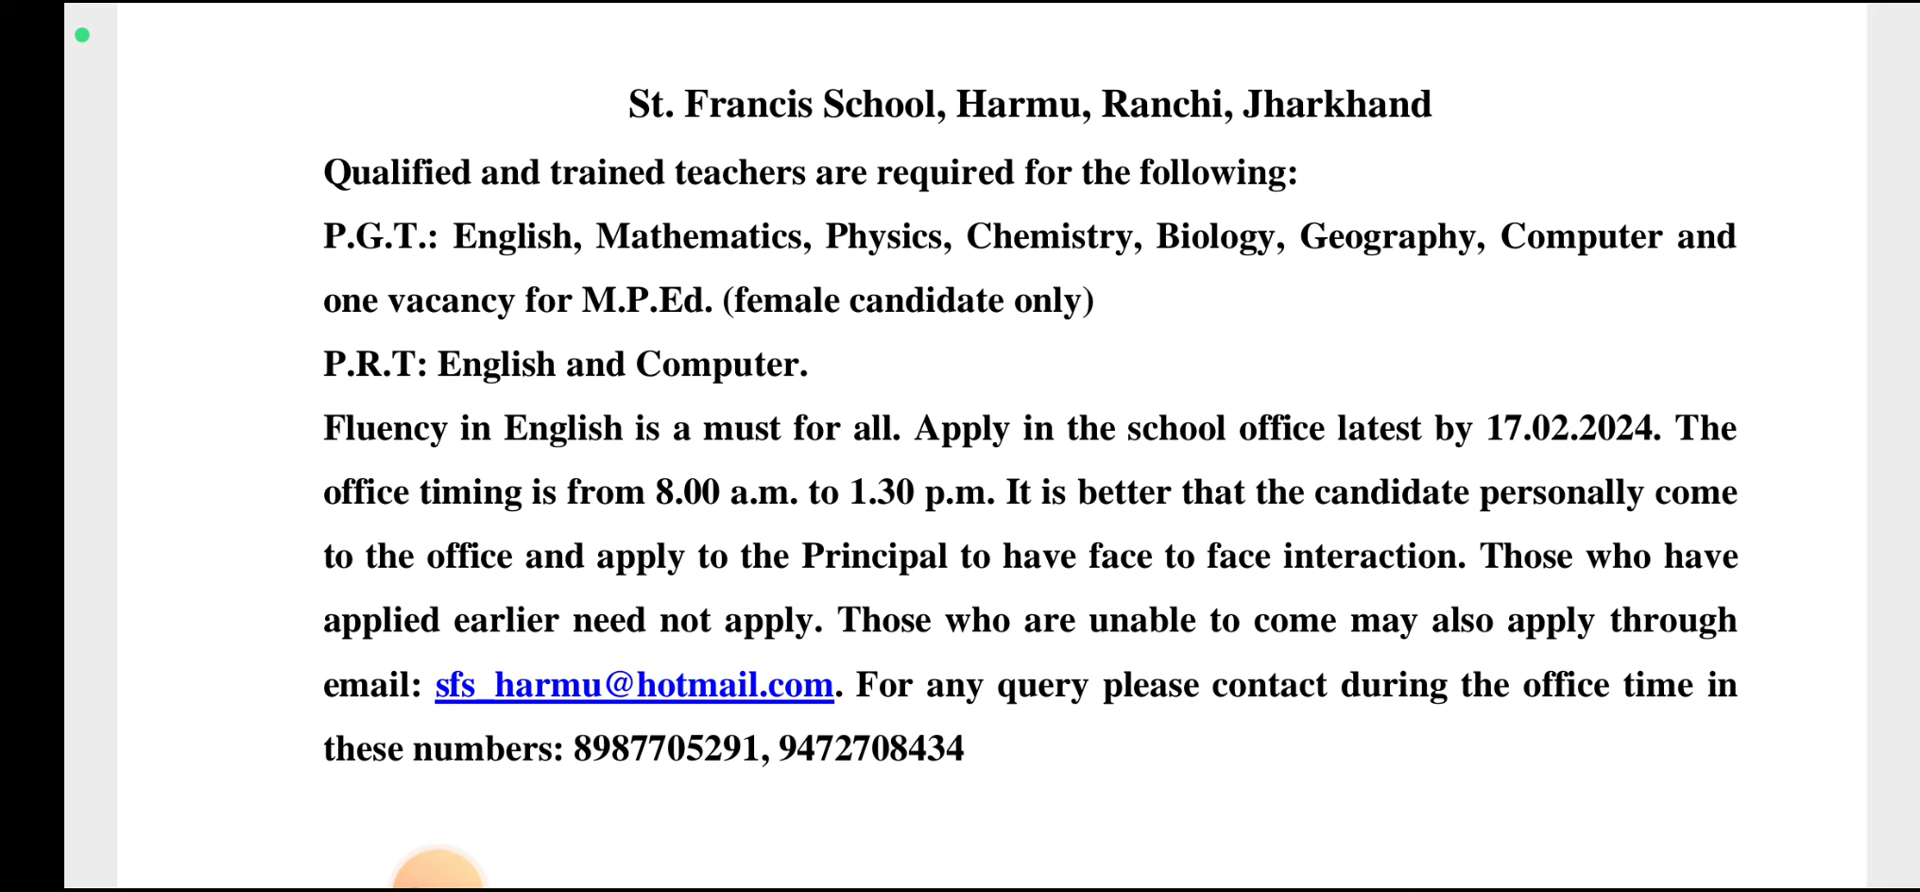 St. Francis School, Harmu, Ranchi, Jharkhand
Qualified and trained teachers are required for the following:
P.G.T.: English, Mathematics, Physics, Chemistry, Biology, Geography, Computer and
one vacancy for M.P.Ed. (female candidate only)
P.R.T: English and Computer.
Fluency in English is a must for all. Apply in the school office latest by 17.02.2024. The
office timing is from 8.00 a.m. to 1.30 p.m. It is better that the candidate personally come
to the office and apply to the Principal to have face to face interaction. Those who have
applied earlier need not apply. Those who are unable to come may also apply through
email: sfs_harmu@hotmail.com. For any query please contact during the office time in
these numbers: 8987705291, 9472708434